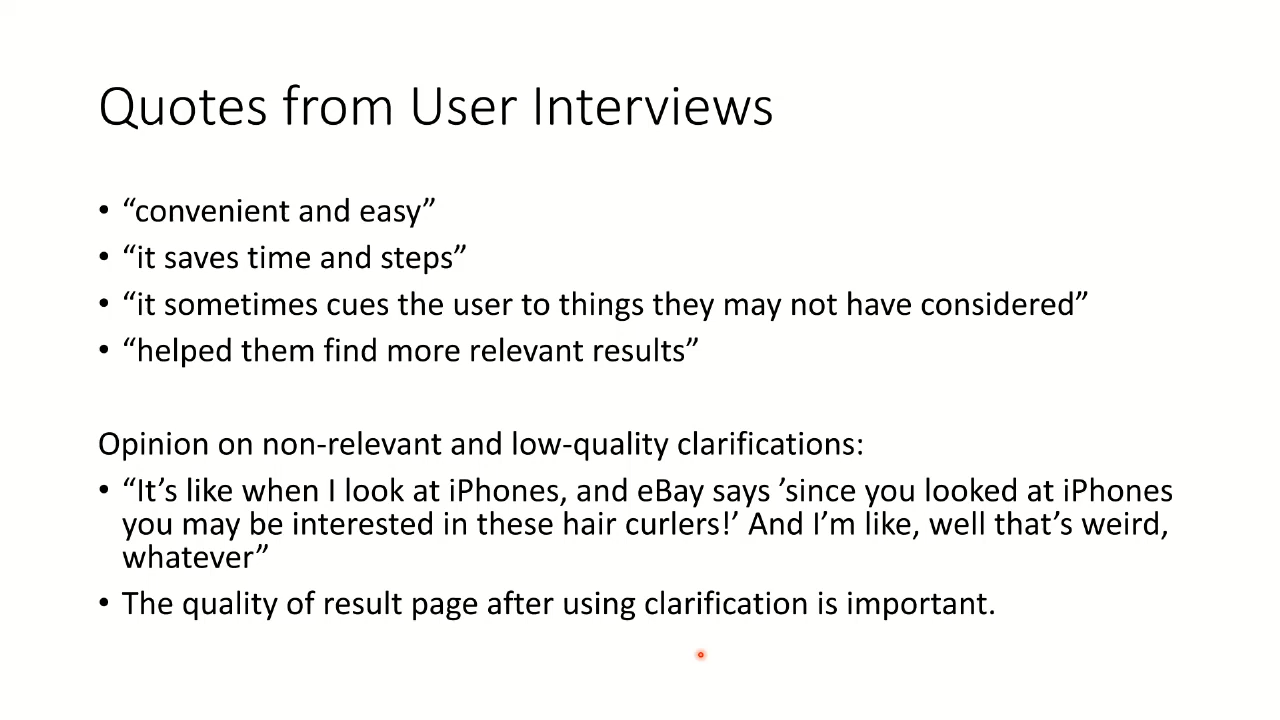 Quotes from User Interviews
• “convenient and easy”
• “it saves time and steps”
• “it sometimes cues the user to things they may not have considered”
• “helped them find more relevant results”
Opinion on non-relevant and low-quality clarifications:
• “It’s like when I look at iPhones, and eBay says ’since you looked at iPhones
you may be interested in these hair curlers!’ And I’m like, well that’s weird,
whatever”
• The quality of result page after using clarification is important.